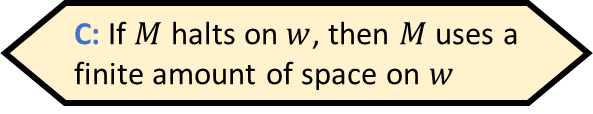 C: If M halts on w, then M uses a
finite amount of space on w